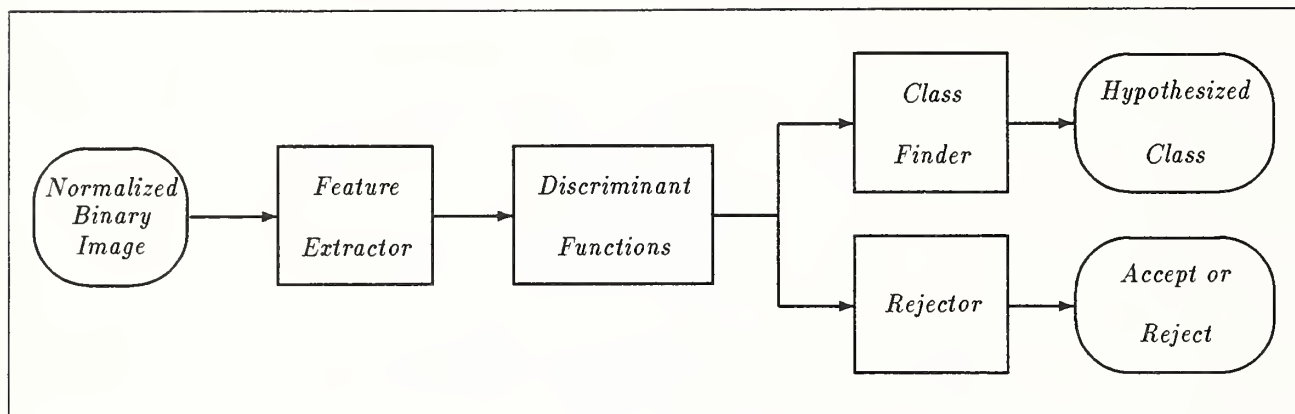 Normalized
Binary
Image
Feature
Extractor
Discriminant
Functions
Class
Finder
Hypothesized
Class
Rejector
Accept or
Reject